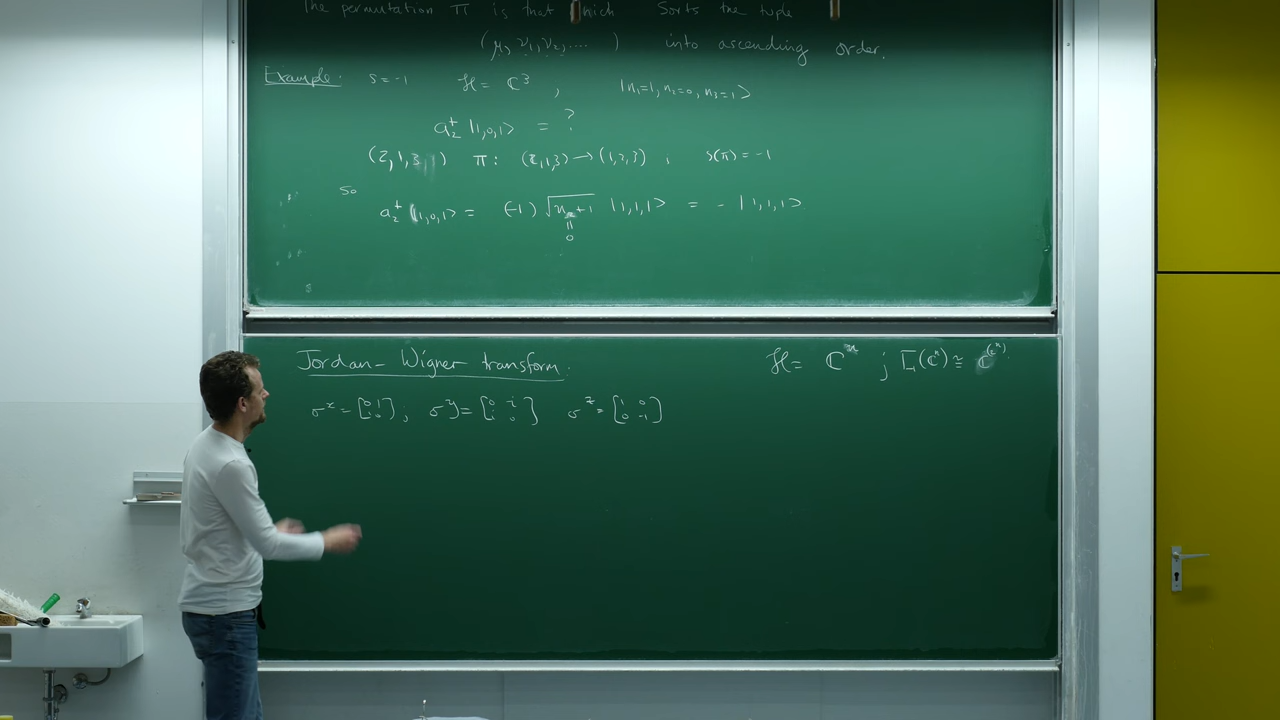 The permutation π is that which sorts the tuple
(μ, ν₁, ν₂, ....) into ascending order.
Example: s = -1 ℋ = ℂ³, |n₁=1, n₂=0, n₃=1>
a₂⁺ |1,0,1> = ?
(2,1,3) π: (2,1,3) → (1,2,3), s(π) = -1
so
a₂⁺ |1,0,1> = (-1) √n₂+1 |1,1,1> = - |1,1,1>
=
0
Jordan-Wigner transform. ℋ = ℂⁿ ;
σˣ = [0 1; 1 0], σʸ = [0 i; i 0] σᶻ = [1 0; 0 -1]